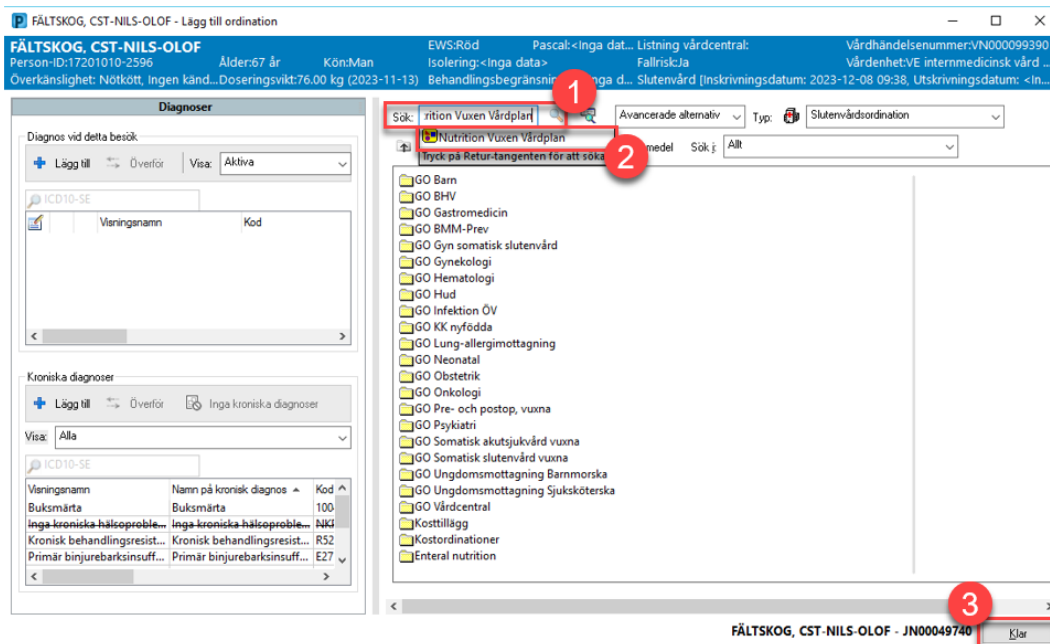 FÄLTSKOG, CST-NILS-OLOF - Lägg till ordination
FÄLTSKOG, CST-NILS-OLOF
EWS:Röd Pascal:<Inga dat... Listning vårdcentral: Vårdhändelsenummer:VN000099390
Person-ID:17201010-2596 Ålder:67 år Kön:Man Isolering:<Inga data> Fallrisk:Ja Vårdenhet:VE internmedicinsk vård ...
Överkänslighet: Nötkött, Ingen känd...Doseringsvikt:76.00 kg (2023-11-13) Behandlingsbegränsning ga d... Slutenvård [Inskrivningsdatum: 2023-12-08 09:38, Utskrivningsdatum: <In...
Diagnoser
Diagnos vid detta besök
Lägg till Överför Visa: Aktiva
ICD10-SE
Visningsnamn Kod
Kroniska diagnoser
Lägg till Överför Inga kroniska diagnoser
Visa: Alla
ICD10-SE
Visningsnamn Namn på kronisk diagnos Kod
Buksmärta Buksmärta 100
Inga kroniska hälsoproble... Inga kroniska hälsoproble... NKI
Kronisk behandlingsresist... Kronisk behandlingsresist... R52
Primär binjurebarksinsuff... Primär binjurebarksinsuff... E27
1
Sök: rition Vuxen Vårdplan Avancerade alternativ Typ: Slutenvårdsordination
Nutrition Vuxen Vårdplan
2
Tryck på Retur-tangenten för att söka medel Sök i: Allt
GO Barn
GO BHV
GO Gastromedicin
GO BMM-Prev
GO Gyn somatisk slutenvård
GO Gynekologi
GO Hematologi
GO Hud
GO Infektion ÖV
GO KK nyfödda
GO Lung-allergimottagning
GO Neonatal
GO Obstetrik
GO Onkologi
GO Pre- och postop, vuxna
GO Psykiatri
GO Somatisk akutsjukvård vuxna
GO Somatisk slutenvård vuxna
GO Ungdomsmottagning Barnmorska
GO Ungdomsmottagning Sjuksköterska
GO Vårdcentral
Kosttillägg
Kostordinationer
Enteral nutrition
3
FÄLTSKOG, CST-NILS-OLOF - JN00049740 Klar